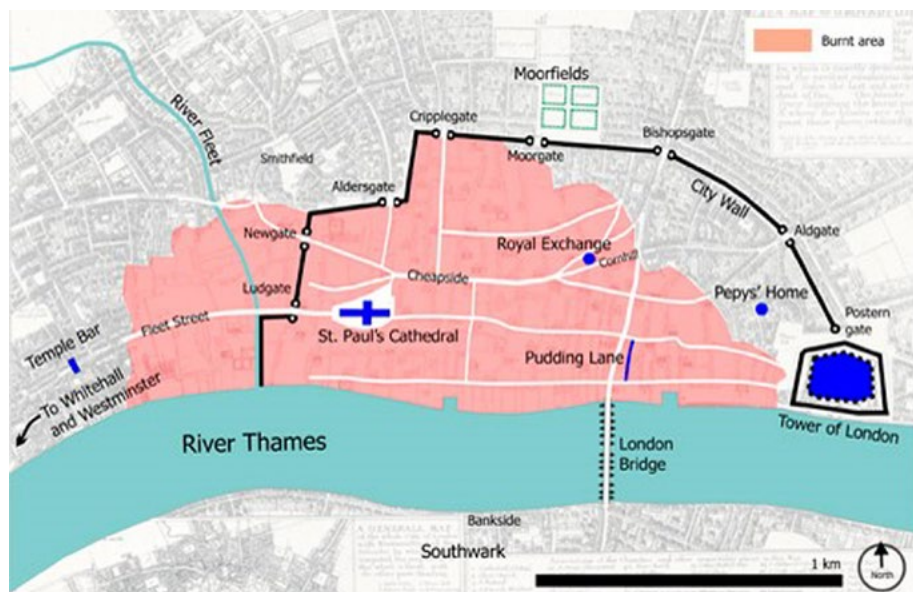 Burnt area
Moorfields
River Fleet
Cripplegate
Bishopsgate
Moorgate
Smithfield
Aldersgate
City Wall
Newgate
Royal Exchange
Aldgate
Cornhill
Cheapside
Ludgate
Pepys' Home
Postern
gate
Fleet Street
St. Paul's Cathedral
Temple Bar
Pudding Lane
To Whitehall
and Westminster
Tower of London
River Thames
London
Bridge
Bankside
Southwark
1 km
North